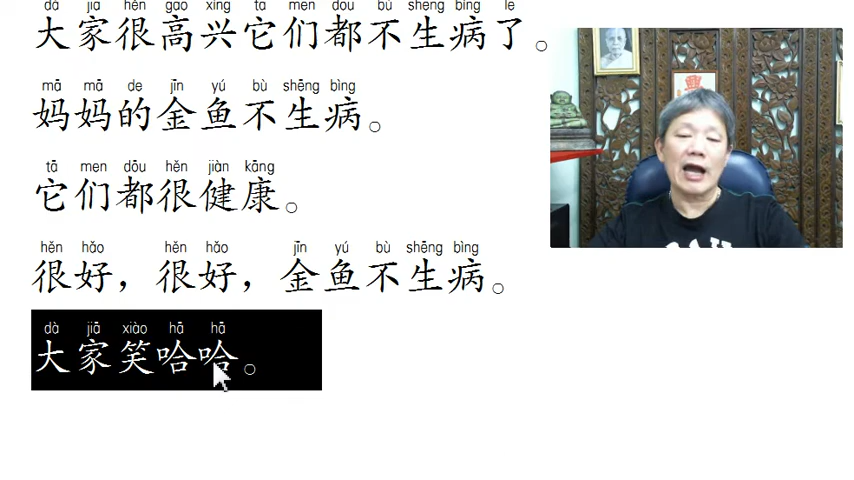 dà jiā hěn gāo xìng tā men dōu bù shēng bìng le
大家很高兴它们都不生病了。
mā mā de jīn yú bù shēng bìng
妈妈的金鱼不生病。
tā men dōu hěn jiàn kāng
它们都很健康。
hěn hǎo hěn hǎo jīn yú bù shēng bìng
很好，很好，金鱼不生病。
dà jiā xiào hā hā
大家笑哈哈。